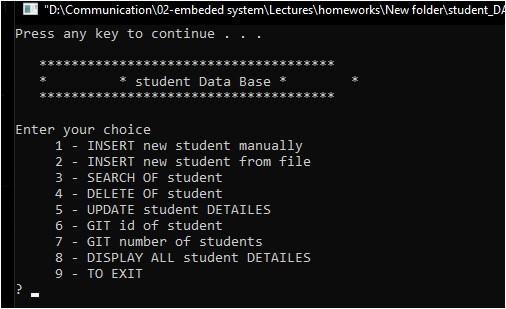 "D:\Communication\02-embeded system\Lectures\homeworks\New folder\student_DA
Press any key to continue . . .
*************************************
*         * student Data Base *        *
*************************************
Enter your choice
1 - INSERT new student manually
2 - INSERT new student from file
3 - SEARCH OF student
4 - DELETE OF student
5 - UPDATE student DETAILES
6 - GIT id of student
7 - GIT number of students
8 - DISPLAY ALL student DETAILES
9 - TO EXIT
?